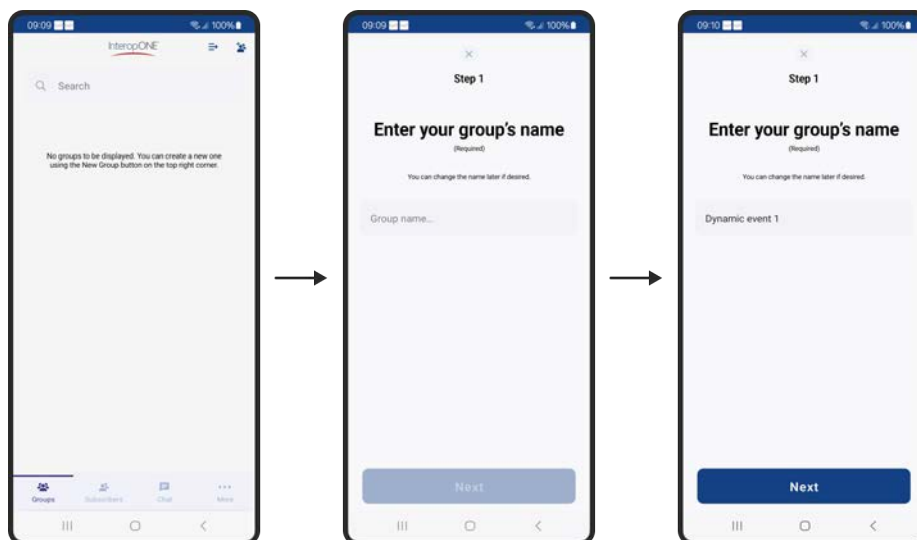 09:09
100%
InteropONE
Search
No groups to be displayed. You can create a new one
using the New Group button on the top right corner.
Groups
Subscribers
Chat
More
09:09
100%
Step 1
Enter your group's name
(Required)
You can change the name later if desired.
Group name...
Next
09:10
100%
Step 1
Enter your group's name
(Required)
You can change the name later if desired.
Dynamic event 1
Next